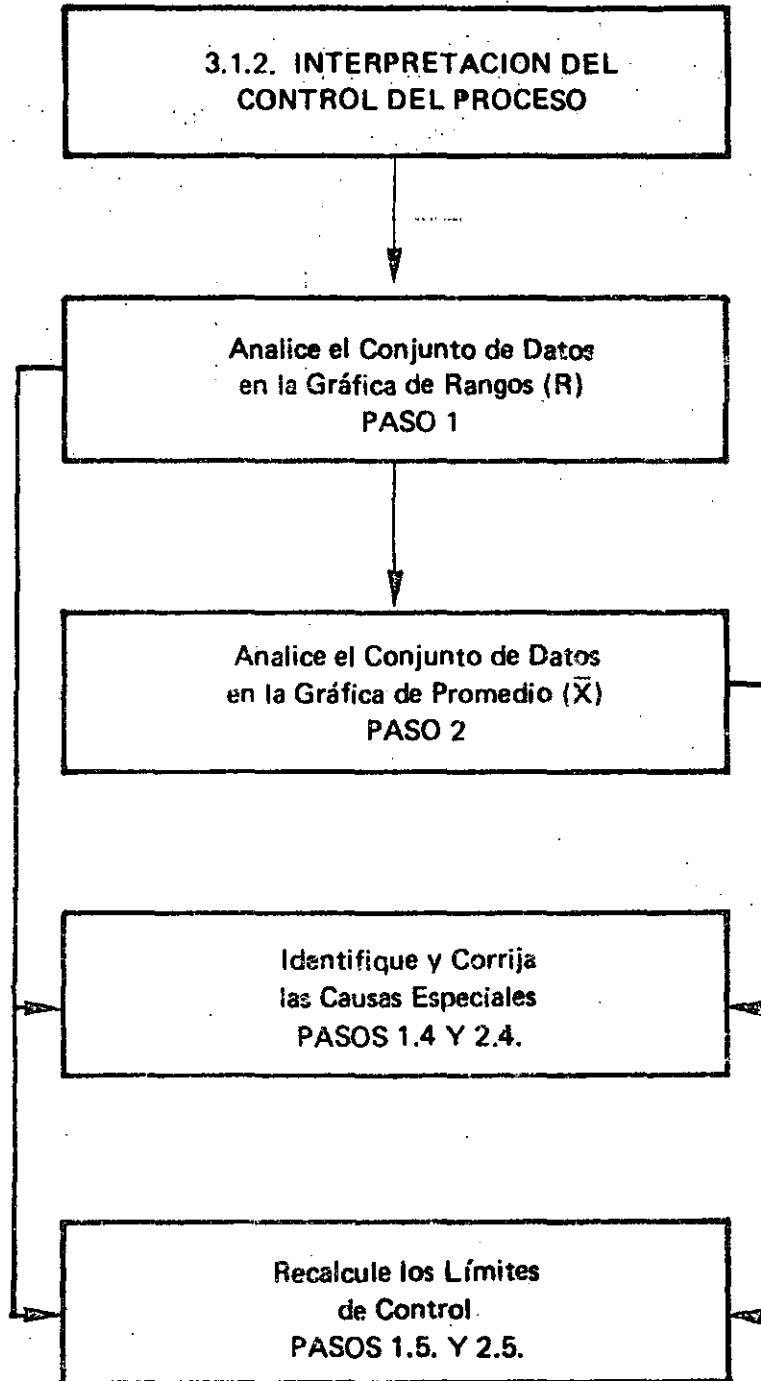 3.1.2. INTERPRETACION DEL
CONTROL DEL PROCESO
Analice el Conjunto de Datos
en la Gráfica de Rangos (R)
PASO 1
Analice el Conjunto de Datos
en la Gráfica de Promedio (X̄)
PASO 2
Identifique y Corrija
las Causas Especiales
PASOS 1.4 Y 2.4.
Recalcule los Límites
de Control
PASOS 1.5. Y 2.5.